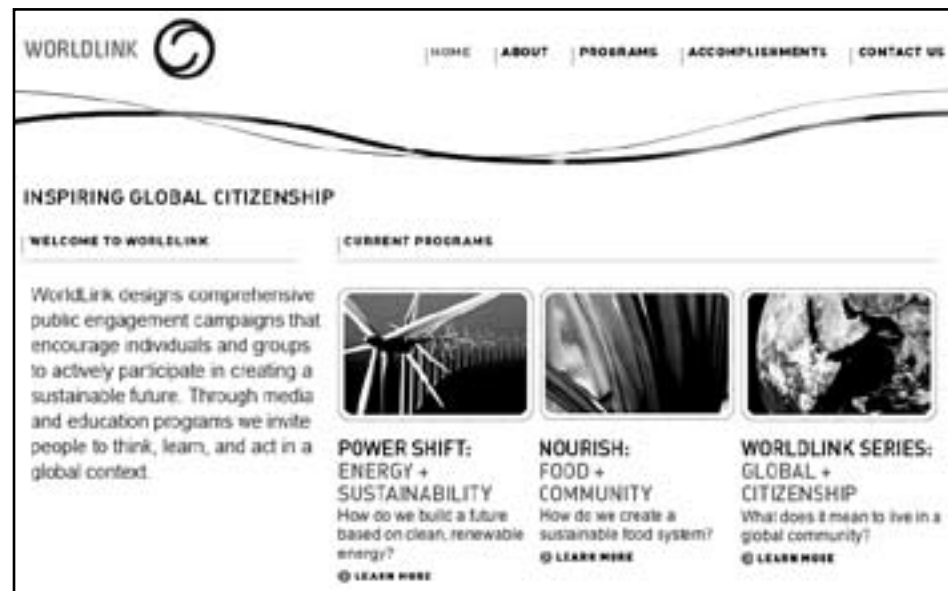 WORLDLINK
HOME ABOUT PROGRAMS ACCOMPLISHMENTS CONTACT US
INSPIRING GLOBAL CITIZENSHIP
WELCOME TO WORLDLINK
WorldLink designs comprehensive
public engagement campaigns that
encourage individuals and groups
to actively participate in creating a
sustainable future. Through media
and education programs we invite
people to think, learn, and act in a
global context.
CURRENT PROGRAMS
POWER SHIFT:
ENERGY +
SUSTAINABILITY
How do we build a future
based on clean, renewable
energy?
LEARN MORE
NOURISH:
FOOD +
COMMUNITY
How do we create a
sustainable food system?
LEARN MORE
WORLDLINK SERIES:
GLOBAL +
CITIZENSHIP
What does it mean to live in a
global community?
LEARN MORE